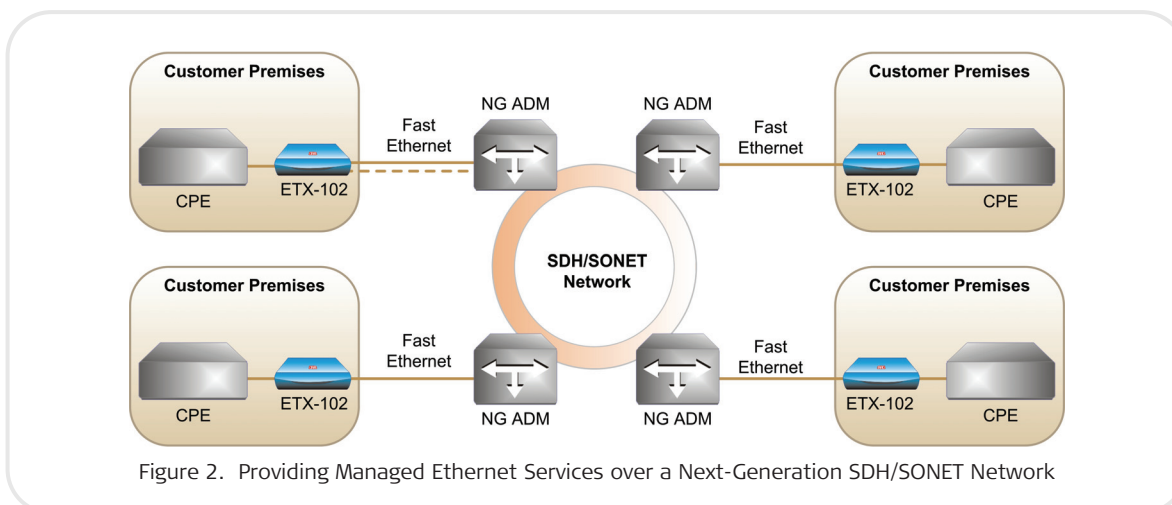 Customer Premises
CPE
ETX-102
Fast
Ethernet
NG ADM
NG ADM
Fast
Ethernet
Customer Premises
ETX-102
CPE
SDH/SONET
Network
Customer Premises
CPE
ETX-102
Fast
Ethernet
NG ADM
NG ADM
Fast
Ethernet
Customer Premises
ETX-102
CPE
Figure 2. Providing Managed Ethernet Services over a Next-Generation SDH/SONET Network